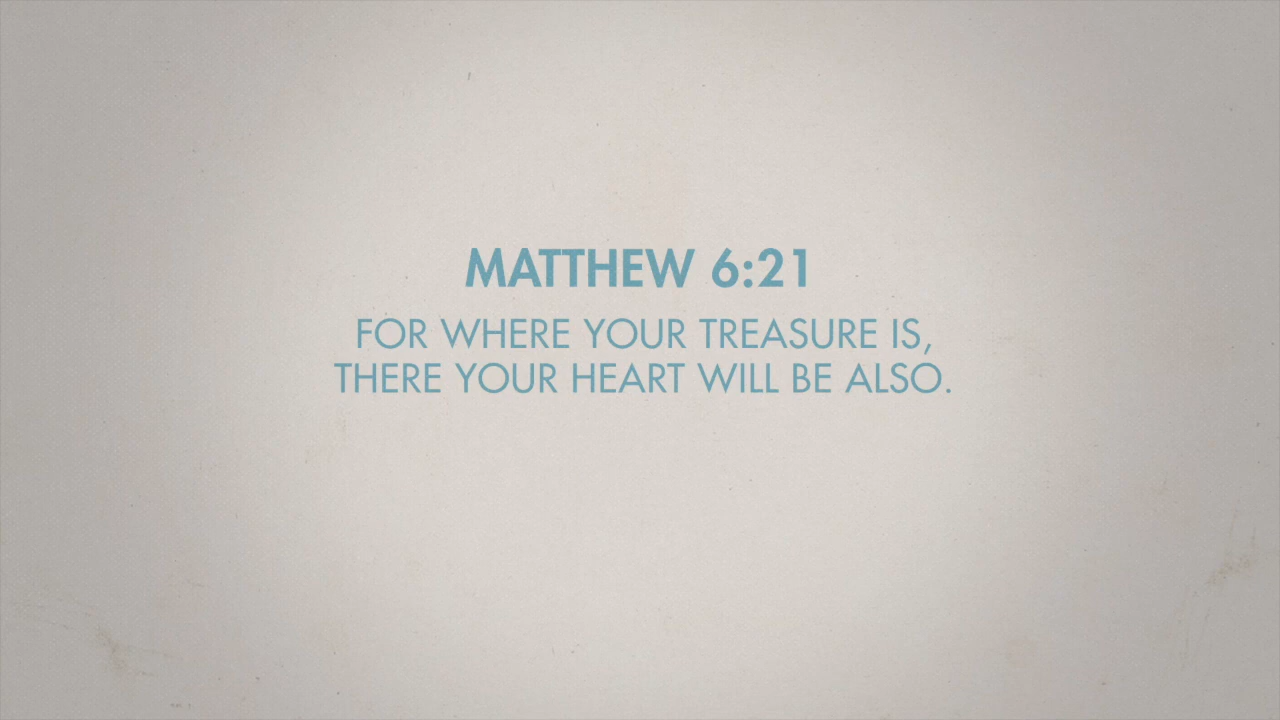 MATTHEW 6:21
FOR WHERE YOUR TREASURE IS,
THERE YOUR HEART WILL BE ALSO.